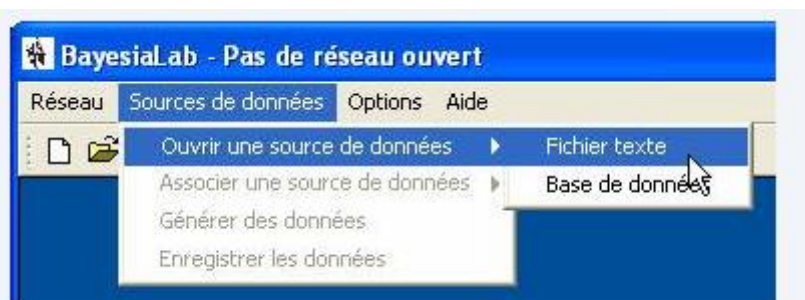 BayesiaLab - Pas de réseau ouvert
Réseau Sources de données Options Aide
Ouvrir une source de données Fichier texte
Associer une source de données Base de données
Générer des données
Enregistrer les données